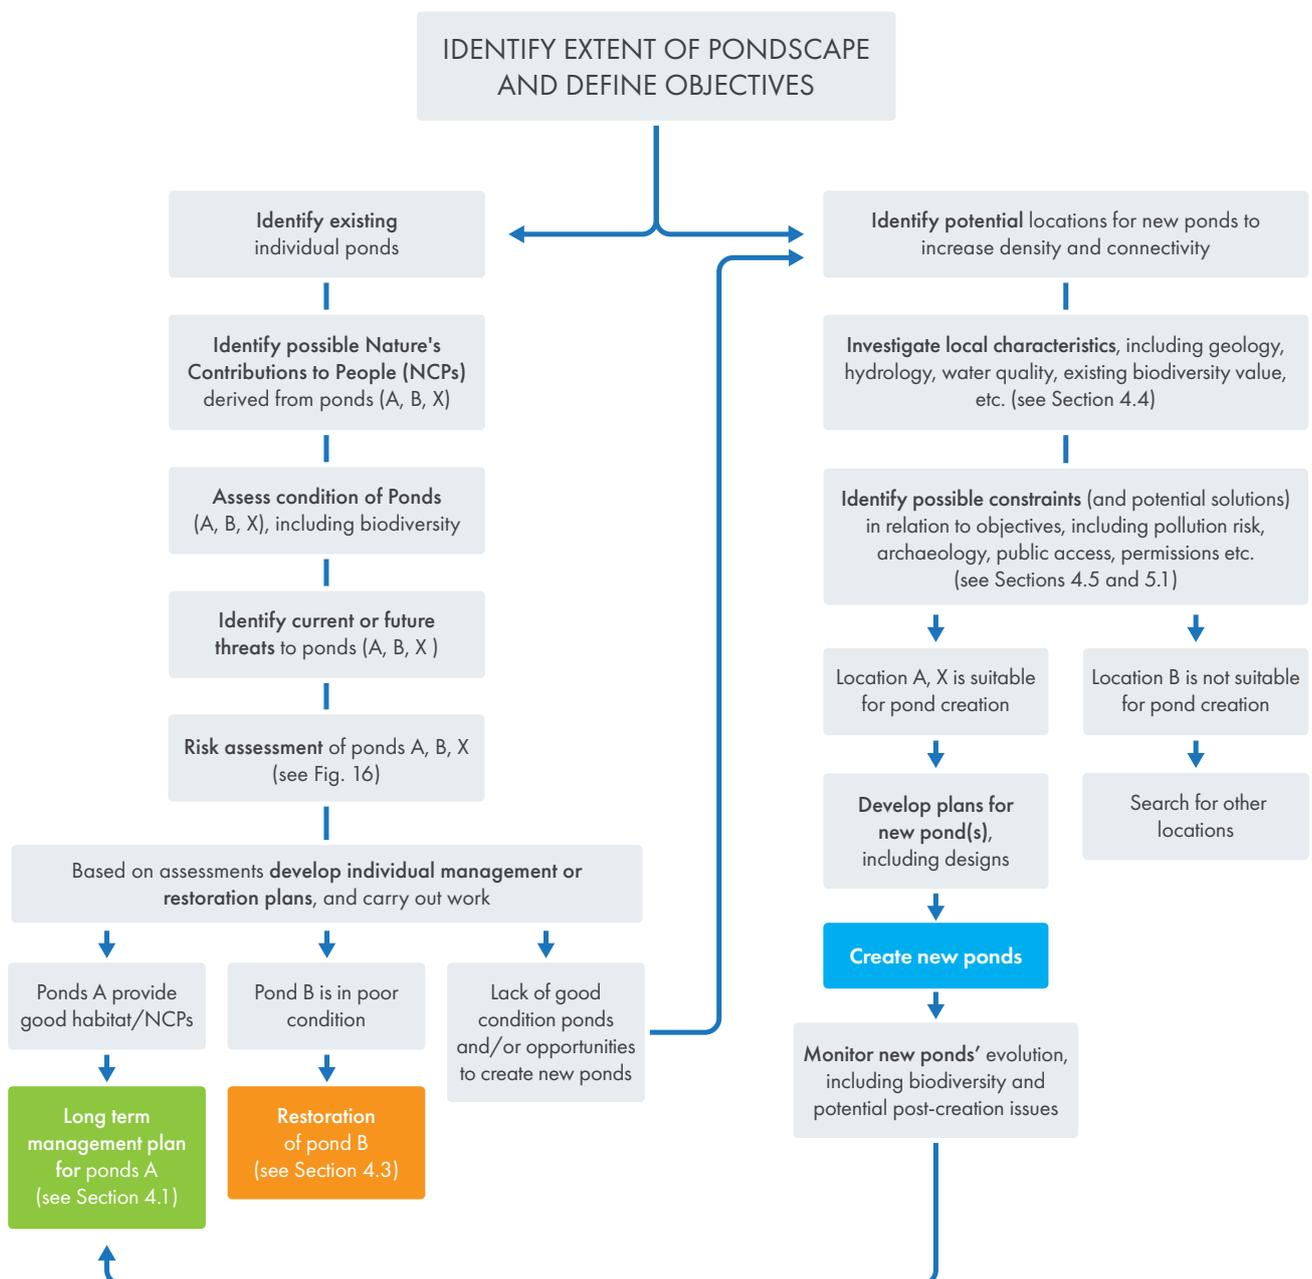 IDENTIFY EXTENT OF PONDSCAPE
AND DEFINE OBJECTIVES
Identify existing
individual ponds
Identify possible Nature's
Contributions to People (NCPs)
derived from ponds (A, B, X)
Assess condition of Ponds
(A, B, X), including biodiversity
Identify current or future
threats to ponds (A, B, X )
Risk assessment of ponds A, B, X
(see Fig. 16)
Based on assessments develop individual management or
restoration plans, and carry out work
Ponds A provide
good habitat/NCPs
Long term
management plan
for ponds A
(see Section 4.1)
Pond B is in poor
condition
Restoration
of pond B
(see Section 4.3)
Lack of good
condition ponds
and/or opportunities
to create new ponds
Identify potential locations for new ponds to
increase density and connectivity
Investigate local characteristics, including geology,
hydrology, water quality, existing biodiversity value,
etc. (see Section 4.4)
Identify possible constraints (and potential solutions)
in relation to objectives, including pollution risk,
archaeology, public access, permissions etc.
(see Sections 4.5 and 5.1)
Location A, X is suitable
for pond creation
Develop plans for
new pond(s),
including designs
Create new ponds
Monitor new ponds’ evolution,
including biodiversity and
potential post-creation issues
Location B is not suitable
for pond creation
Search for other
locations